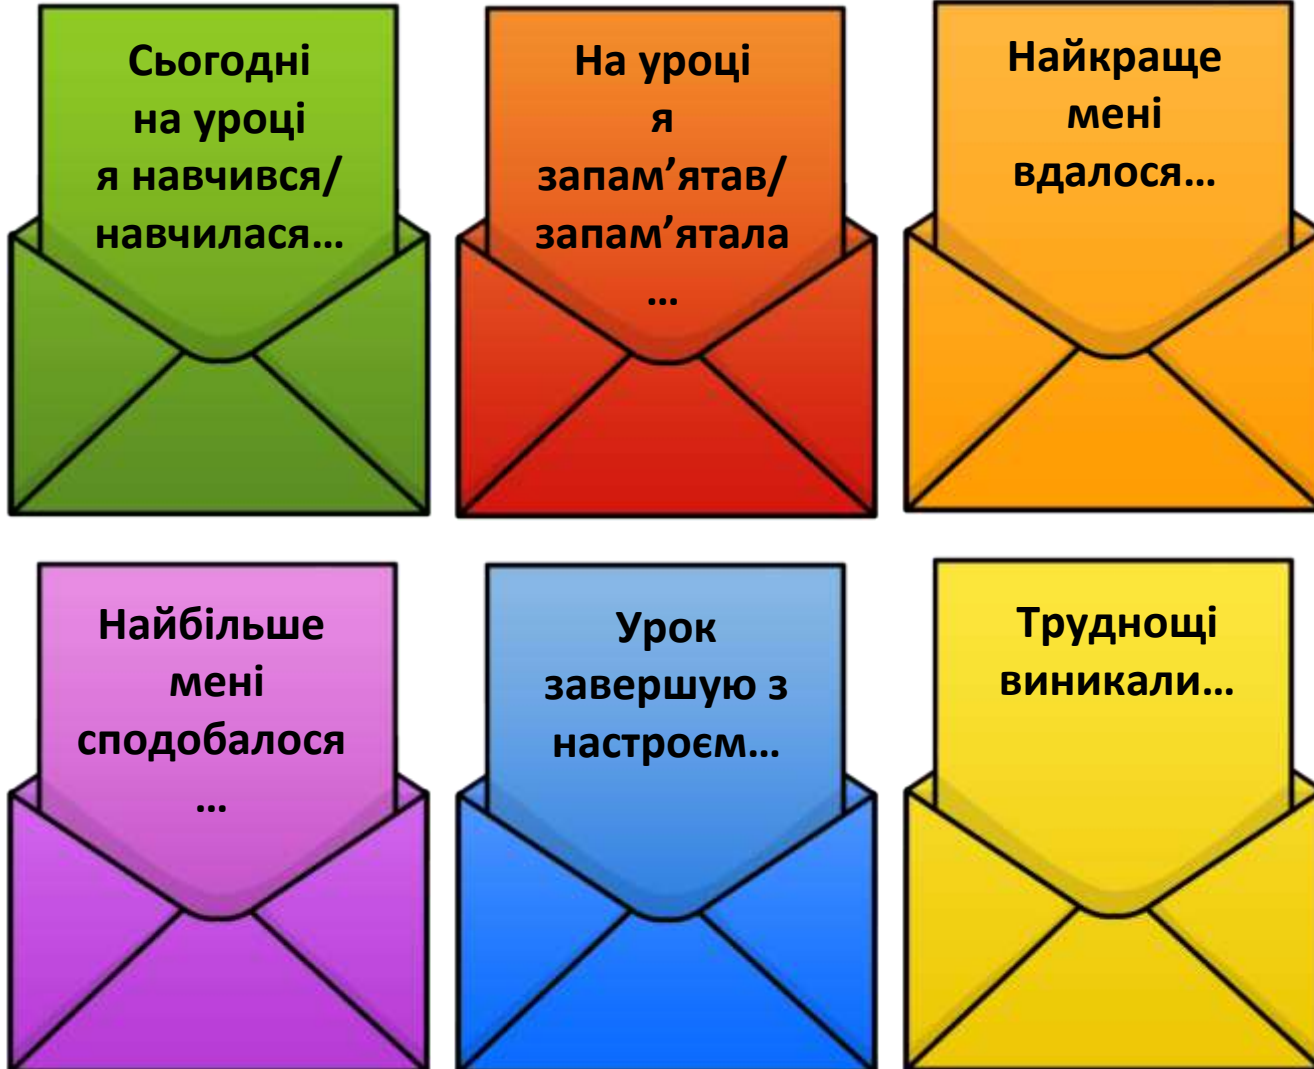 Сьогодні
на уроці
я навчився/
навчилася...
На уроці
я
запам’ятав/
запам’ятала
...
Найкраще
мені
вдалося...
Найбільше
мені
сподобалося
...
Урок
завершую з
настроєм...
Труднощі
виникали...